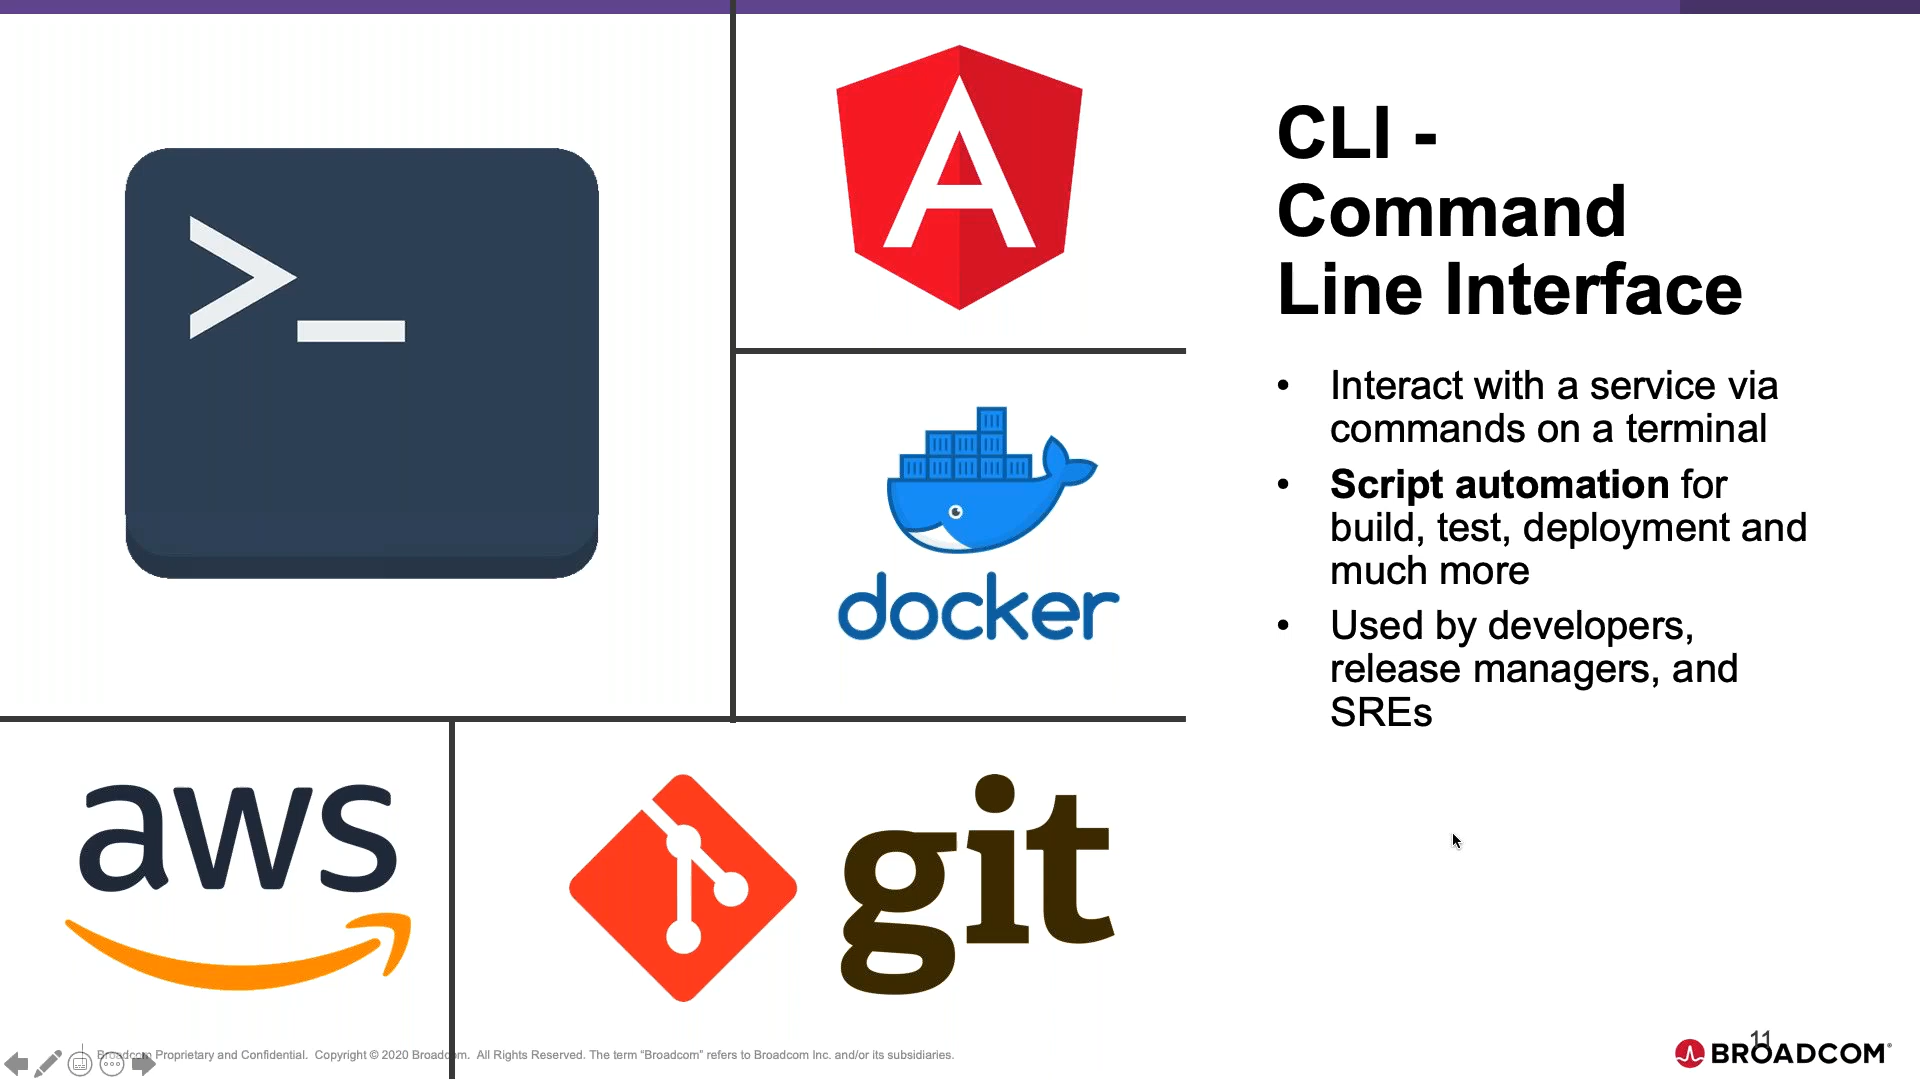 >_
A
docker
aws
git
CLI -
Command
Line Interface
• Interact with a service via
commands on a terminal
• Script automation for
build, test, deployment and
much more
• Used by developers,
release managers, and
SREs
Broadcom Proprietary and Confidential. Copyright © 2020 Broadcom. All Rights Reserved. The term “Broadcom” refers to Broadcom Inc. and/or its subsidiaries.
11
BROADCOM®